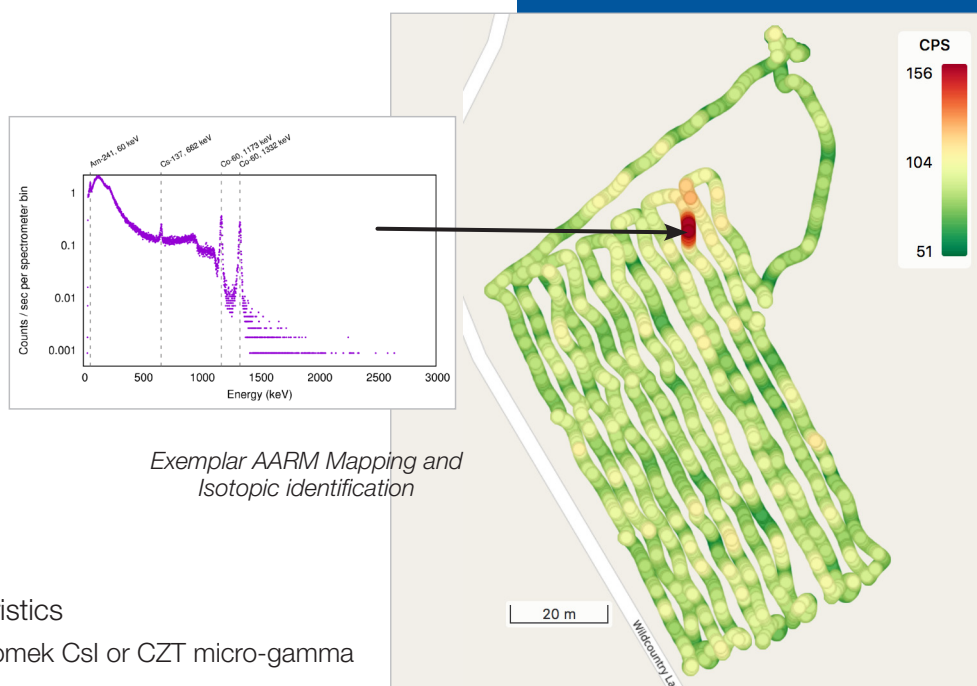 CPS
156
104
51
Am-241, 60 keV
Cs-137, 662 keV
Co-60, 1173 keV
Co-60, 1332 keV
Counts / sec per spectrometer bin
1
0.1
0.01
0.001
0
500
1000
1500
2000
2500
3000
Energy (keV)
Exemplar AARM Mapping and
Isotopic identification
20 m
Wildcountry
CsI or CZT micro-gamma